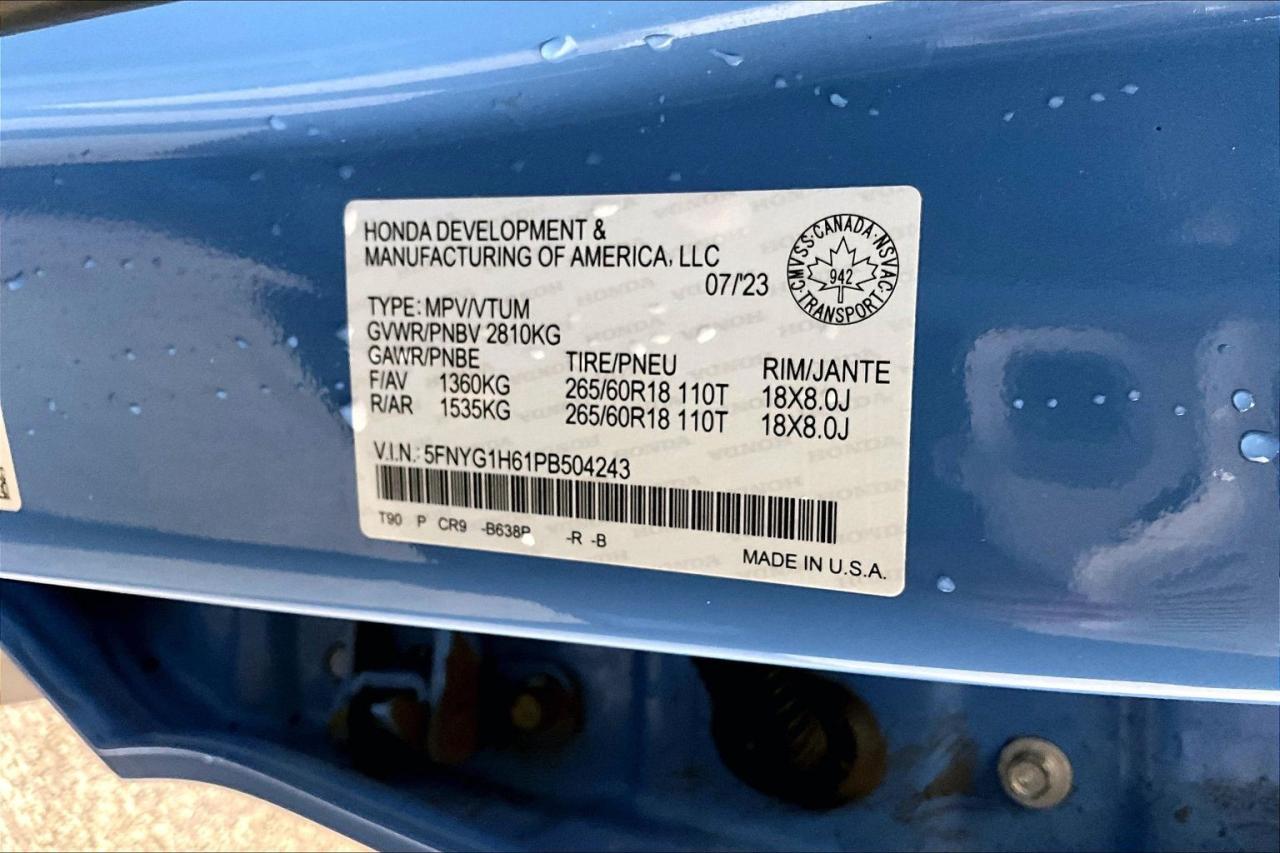 HONDA DEVELOPMENT &
MANUFACTURING OF AMERICA, LLC
07/'23
CMVSS·CANADA·NSVAC·TRANSPORT
942
TYPE: MPV/VTUM
GVWR/PNBV 2810KG
GAWR/PNBE TIRE/PNEU RIM/JANTE
F/AV 1360KG 265/60R18 110T 18X8.0J
R/AR 1535KG 265/60R18 110T 18X8.0J
V.I.N.: 5FNYG1H61PB504243
T90 P CR9 -B638P -R -B
MADE IN U.S.A.